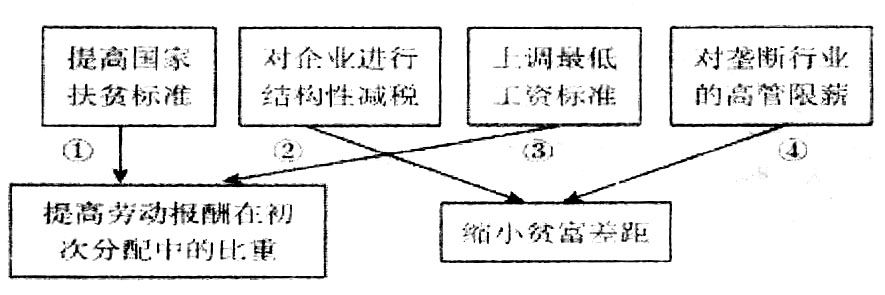 提高国家
扶贫标准
对企业进行
结构性减税
上调最低
工资标准
对垄断行业
的高管限薪
①
②
③
④
提高劳动报酬在初
次分配中的比重
缩小贫富差距